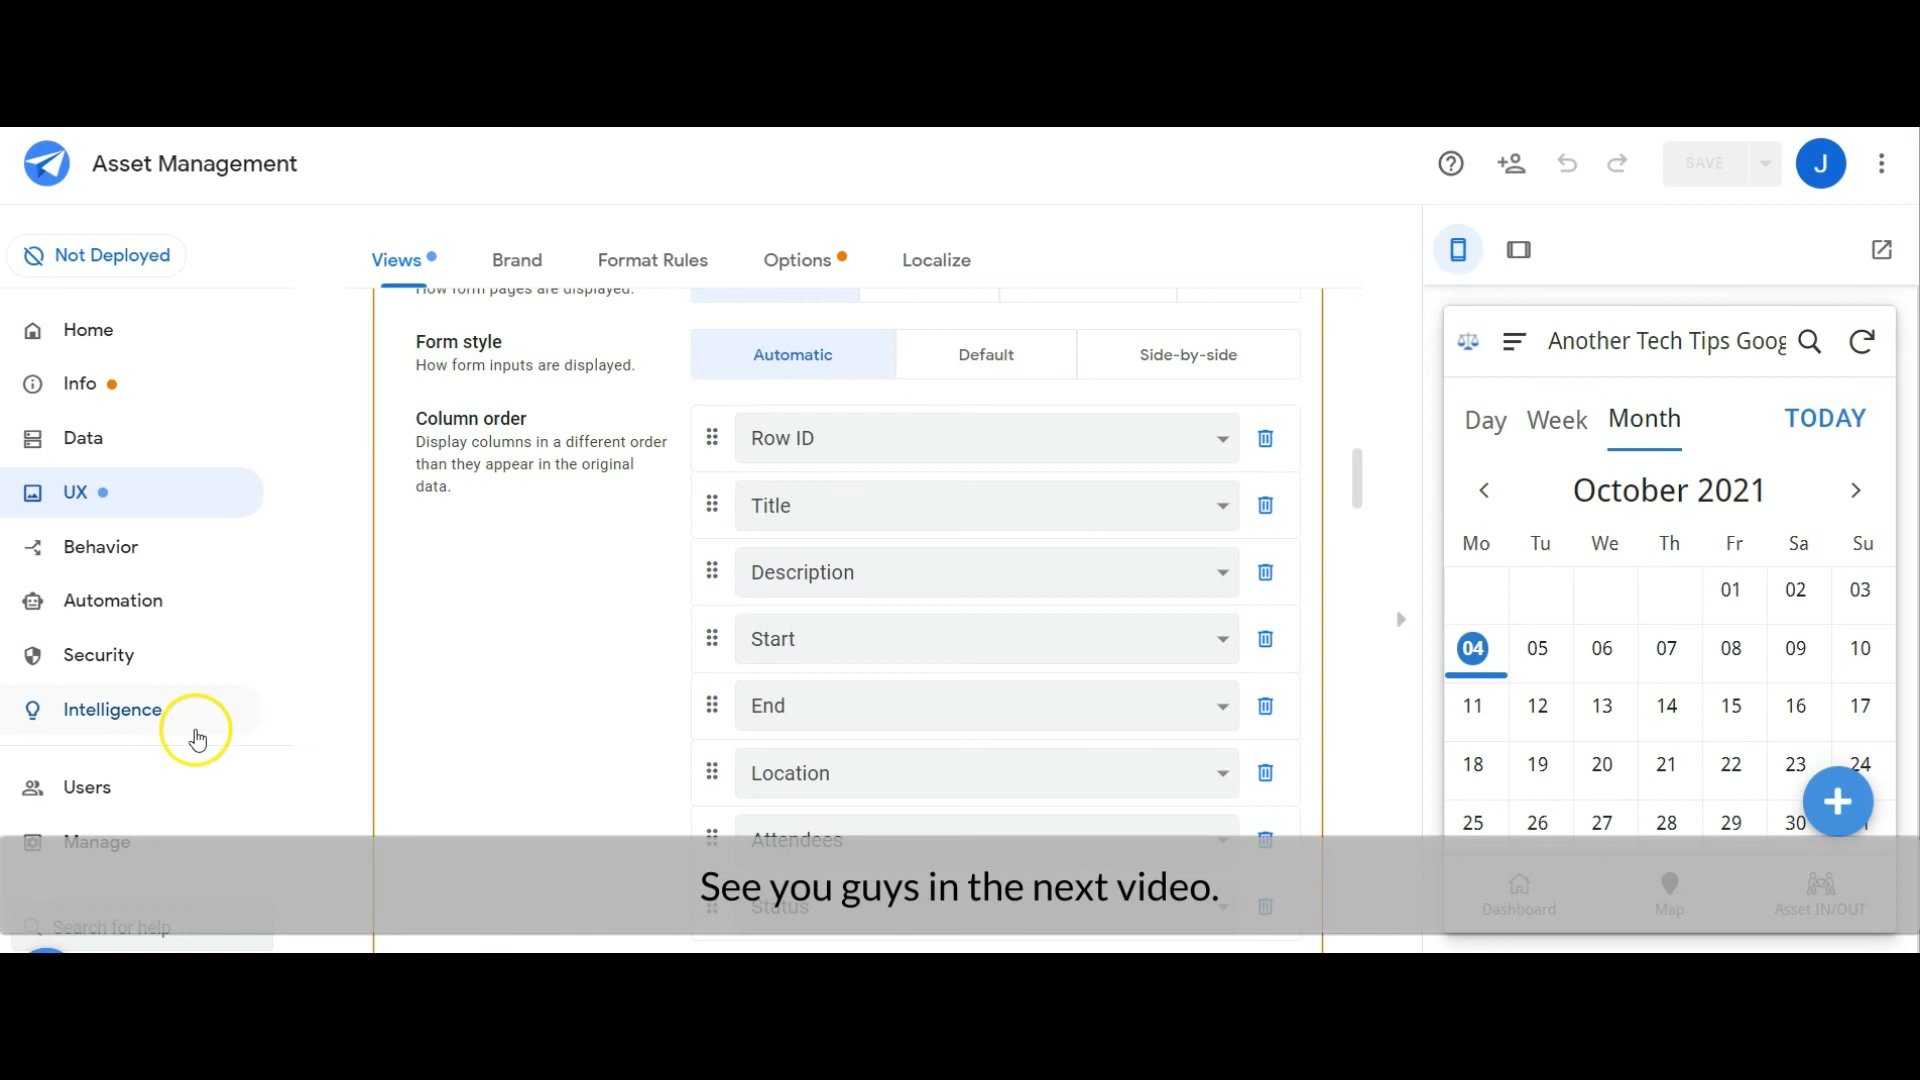 Asset Management
SAVE
J
Not Deployed
Views
Brand
Format Rules
Options
Localize
How form pages are displayed.
Home
Info
Data
UX
Behavior
Automation
Security
Intelligence
Users
Manage
Search for help
Form style
How form inputs are displayed.
Automatic
Default
Side-by-side
Column order
Display columns in a different order
than they appear in the original
data.
Row ID
Title
Description
Start
End
Location
Attendees
Status
See you guys in the next video.
Another Tech Tips Goog
Day Week Month TODAY
October 2021
Mo Tu We Th Fr Sa Su
01 02 03
04 05 06 07 08 09 10
11 12 13 14 15 16 17
18 19 20 21 22 23 24
25 26 27 28 29 30
Dashboard Map Asset IN/OUT